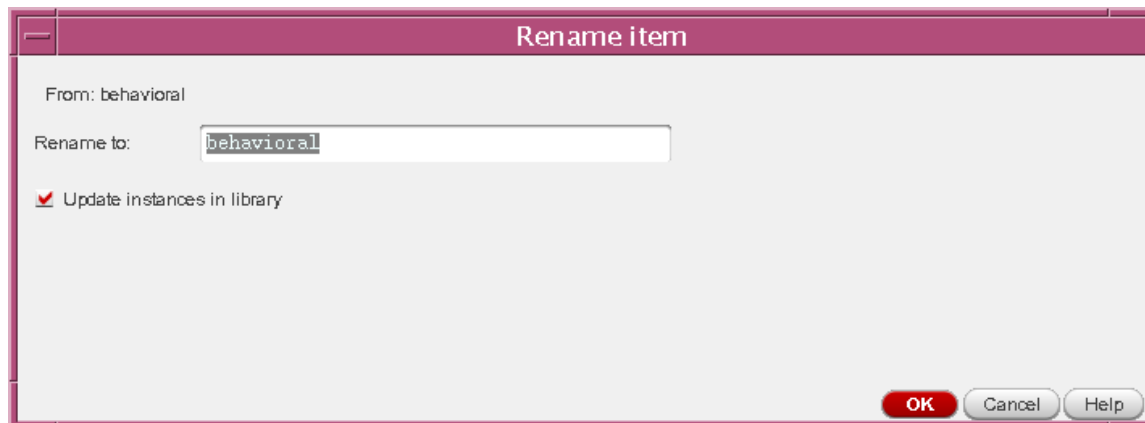 Rename item
From: behavioral
Rename to: behavioral
Update instances in library
OK Cancel Help